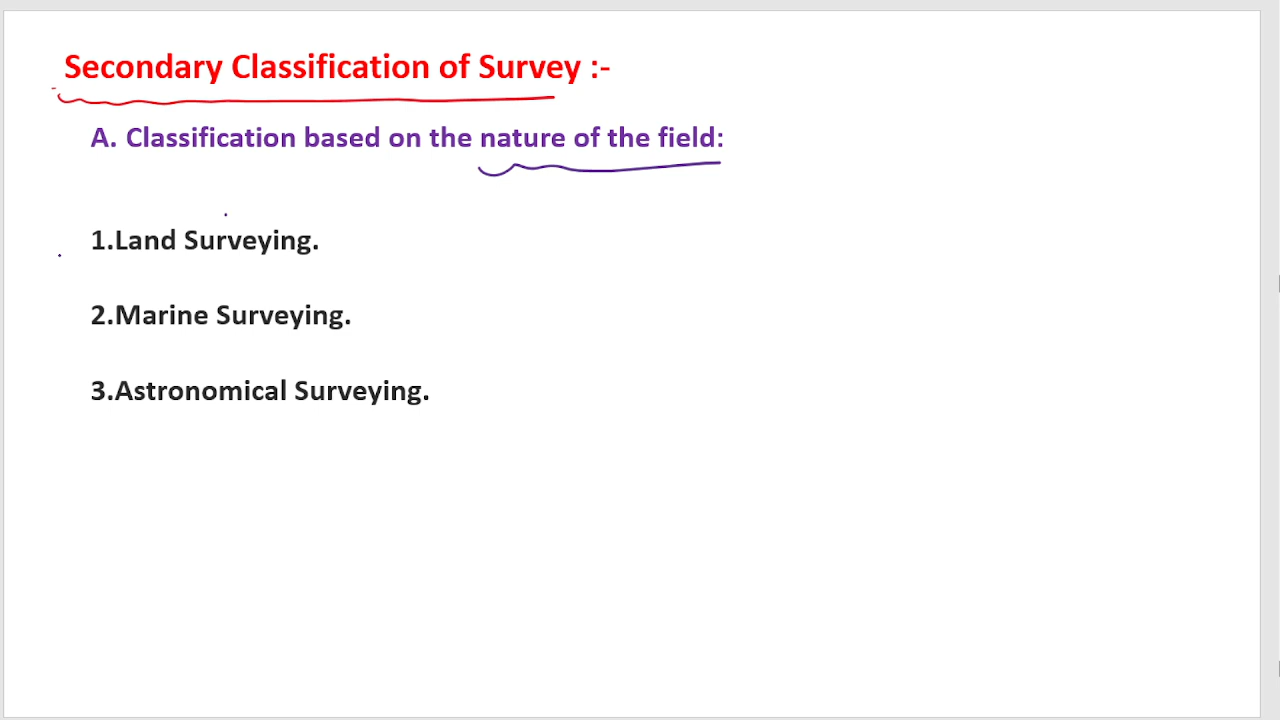 Secondary Classification of Survey :-
A. Classification based on the nature of the field:
1.Land Surveying.
2.Marine Surveying.
3.Astronomical Surveying.